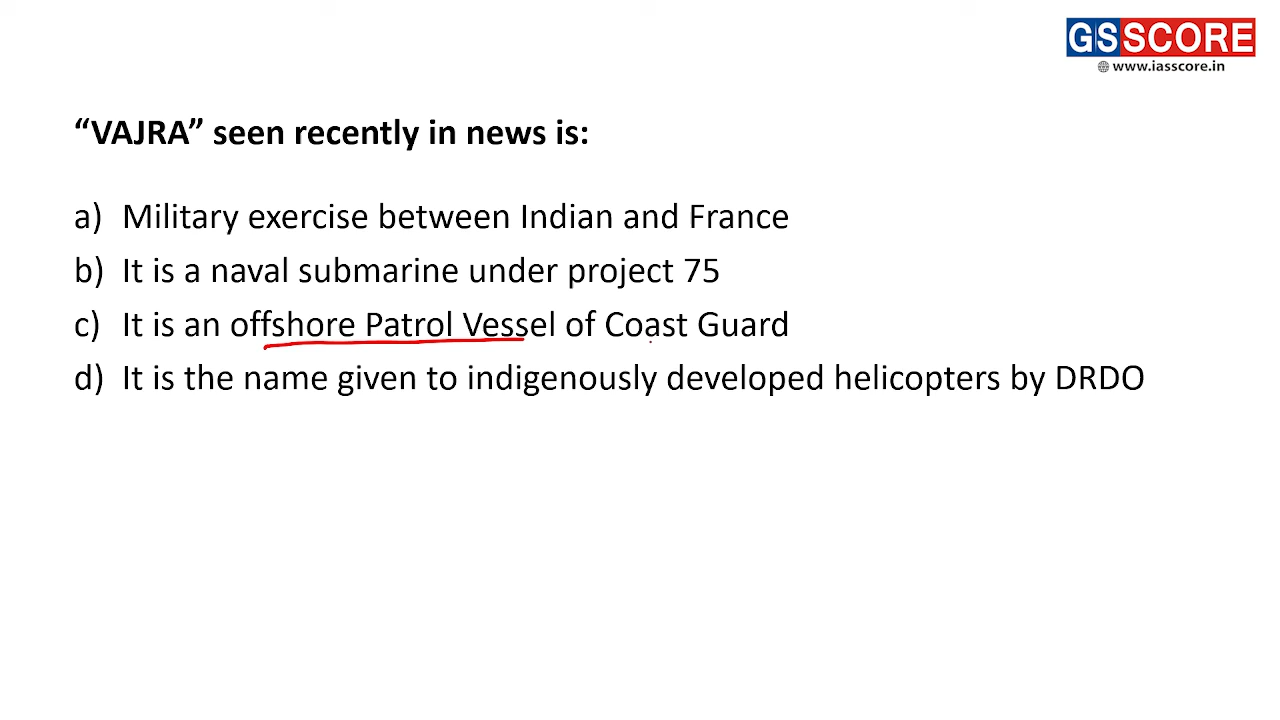 GSSCORE
www.iasscore.in
“VAJRA” seen recently in news is:
a) Military exercise between Indian and France
b) It is a naval submarine under project 75
c) It is an offshore Patrol Vessel of Coast Guard
d) It is the name given to indigenously developed helicopters by DRDO